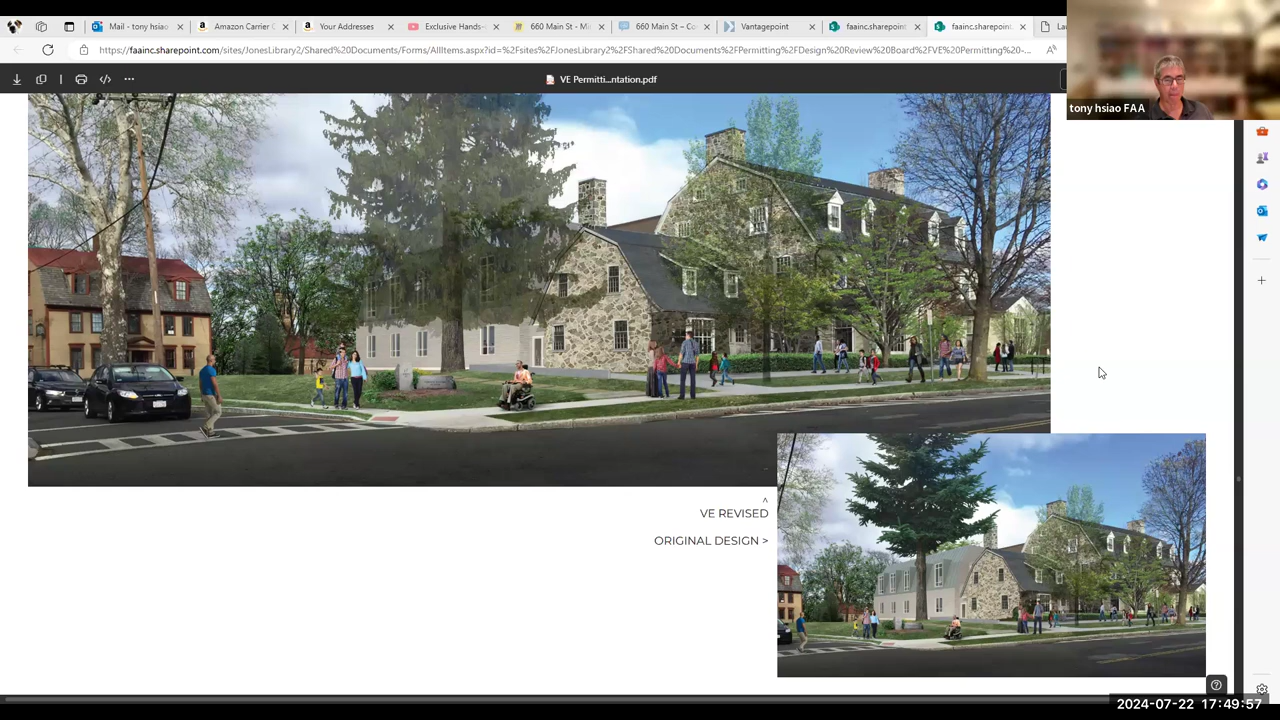 Mail - tony hsiao
Amazon Carrier C
Your Addresses
Exclusive Hands-
660 Main St - Mi
660 Main St – Co
Vantagepoint
faainc.sharepoint
faainc.sharepoint
https://faainc.sharepoint.com/sites/JonesLibrary2/Shared%20Documents/Forms/AllItems.aspx?id=%2Fsites%2FJonesLibrary2%2FShared%20Documents%2FPermitting%2FDesign%20Review%20Board%2FVE%20Permitting%20-...
VE Permitti...ntation.pdf
tony hsiao FAA
^
VE REVISED
ORIGINAL DESIGN >
2024-07-22 17:49:57